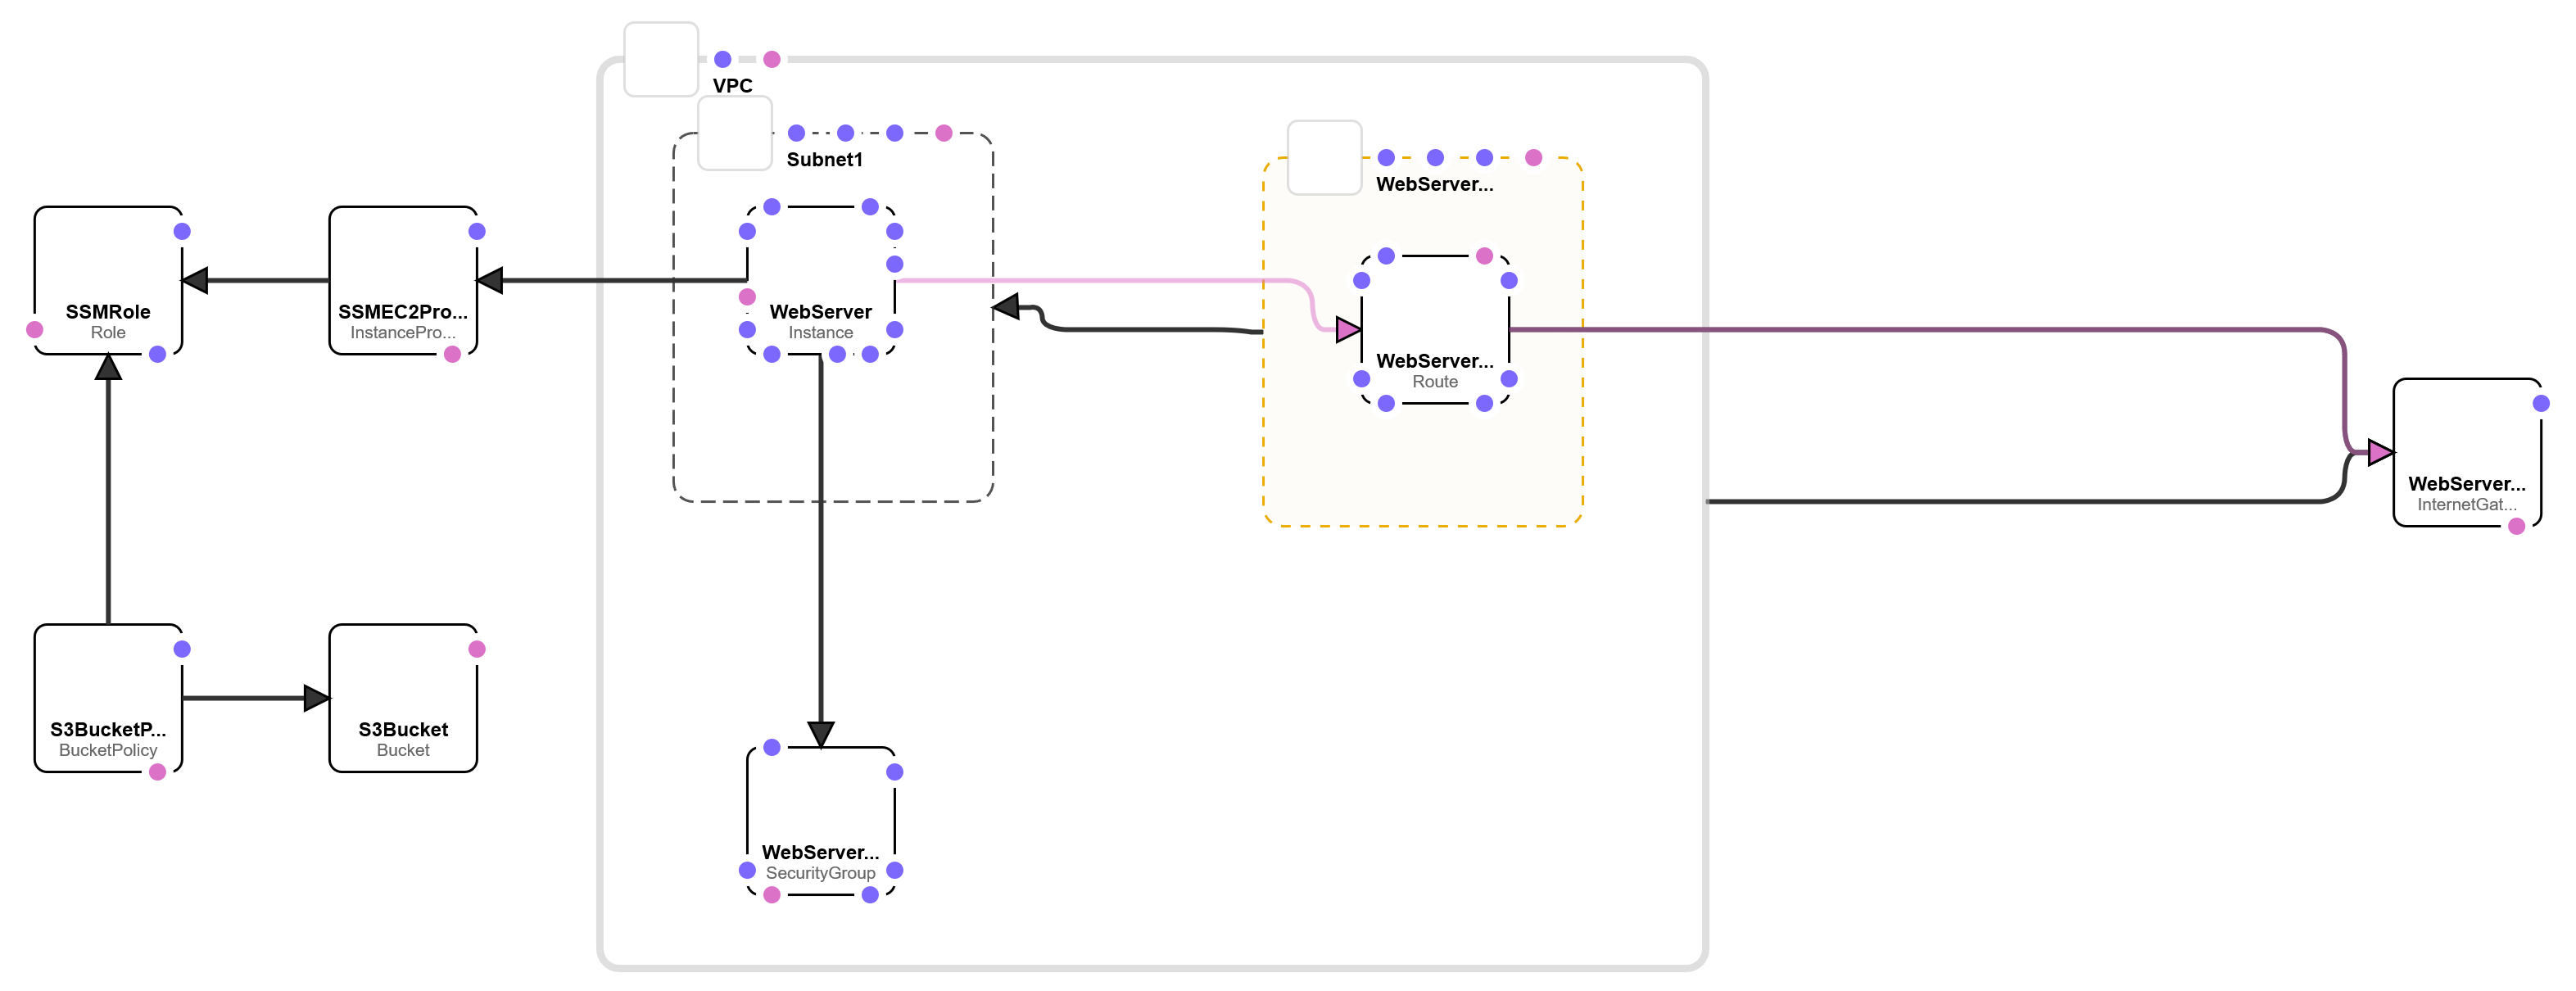 VPC
Subnet1
WebServer...
SSMRole
Role
SSMEC2Pro...
InstancePro...
WebServer
Instance
WebServer...
Route
WebServer...
InternetGat...
S3BucketP...
BucketPolicy
S3Bucket
Bucket
WebServer...
SecurityGroup